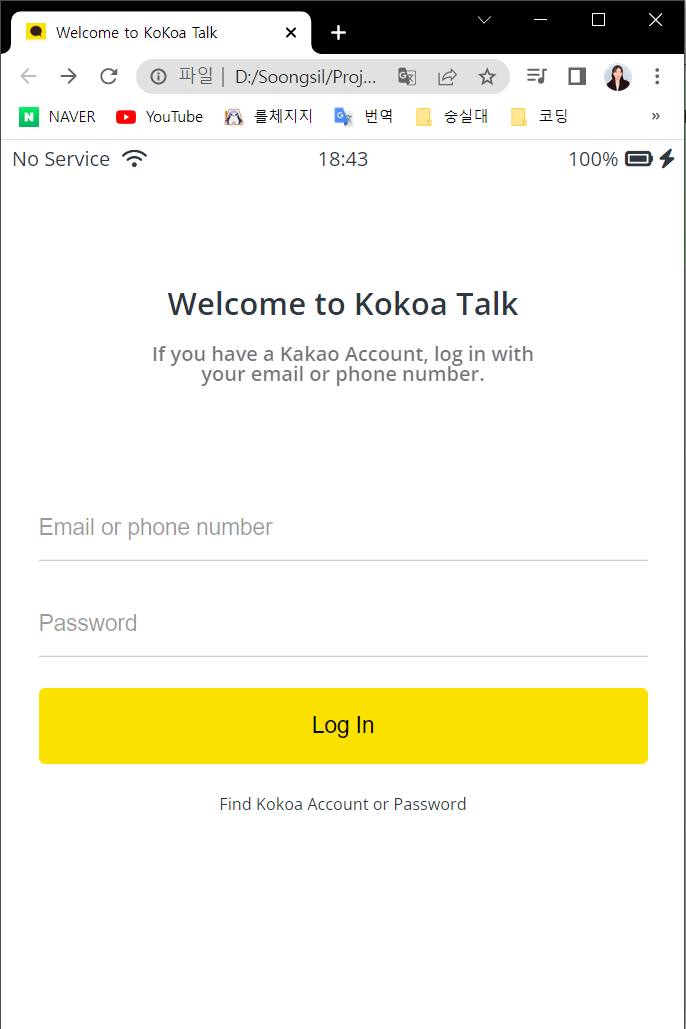 Welcome to KoKoa Talk
파일 | D:/Soongsil/Proj...
NAVER YouTube 롤체지지 번역 숭실대 코딩 »
No Service 18:43 100%
Welcome to Kokoa Talk
If you have a Kakao Account, log in with
your email or phone number.
Email or phone number
Password
Log In
Find Kokoa Account or Password